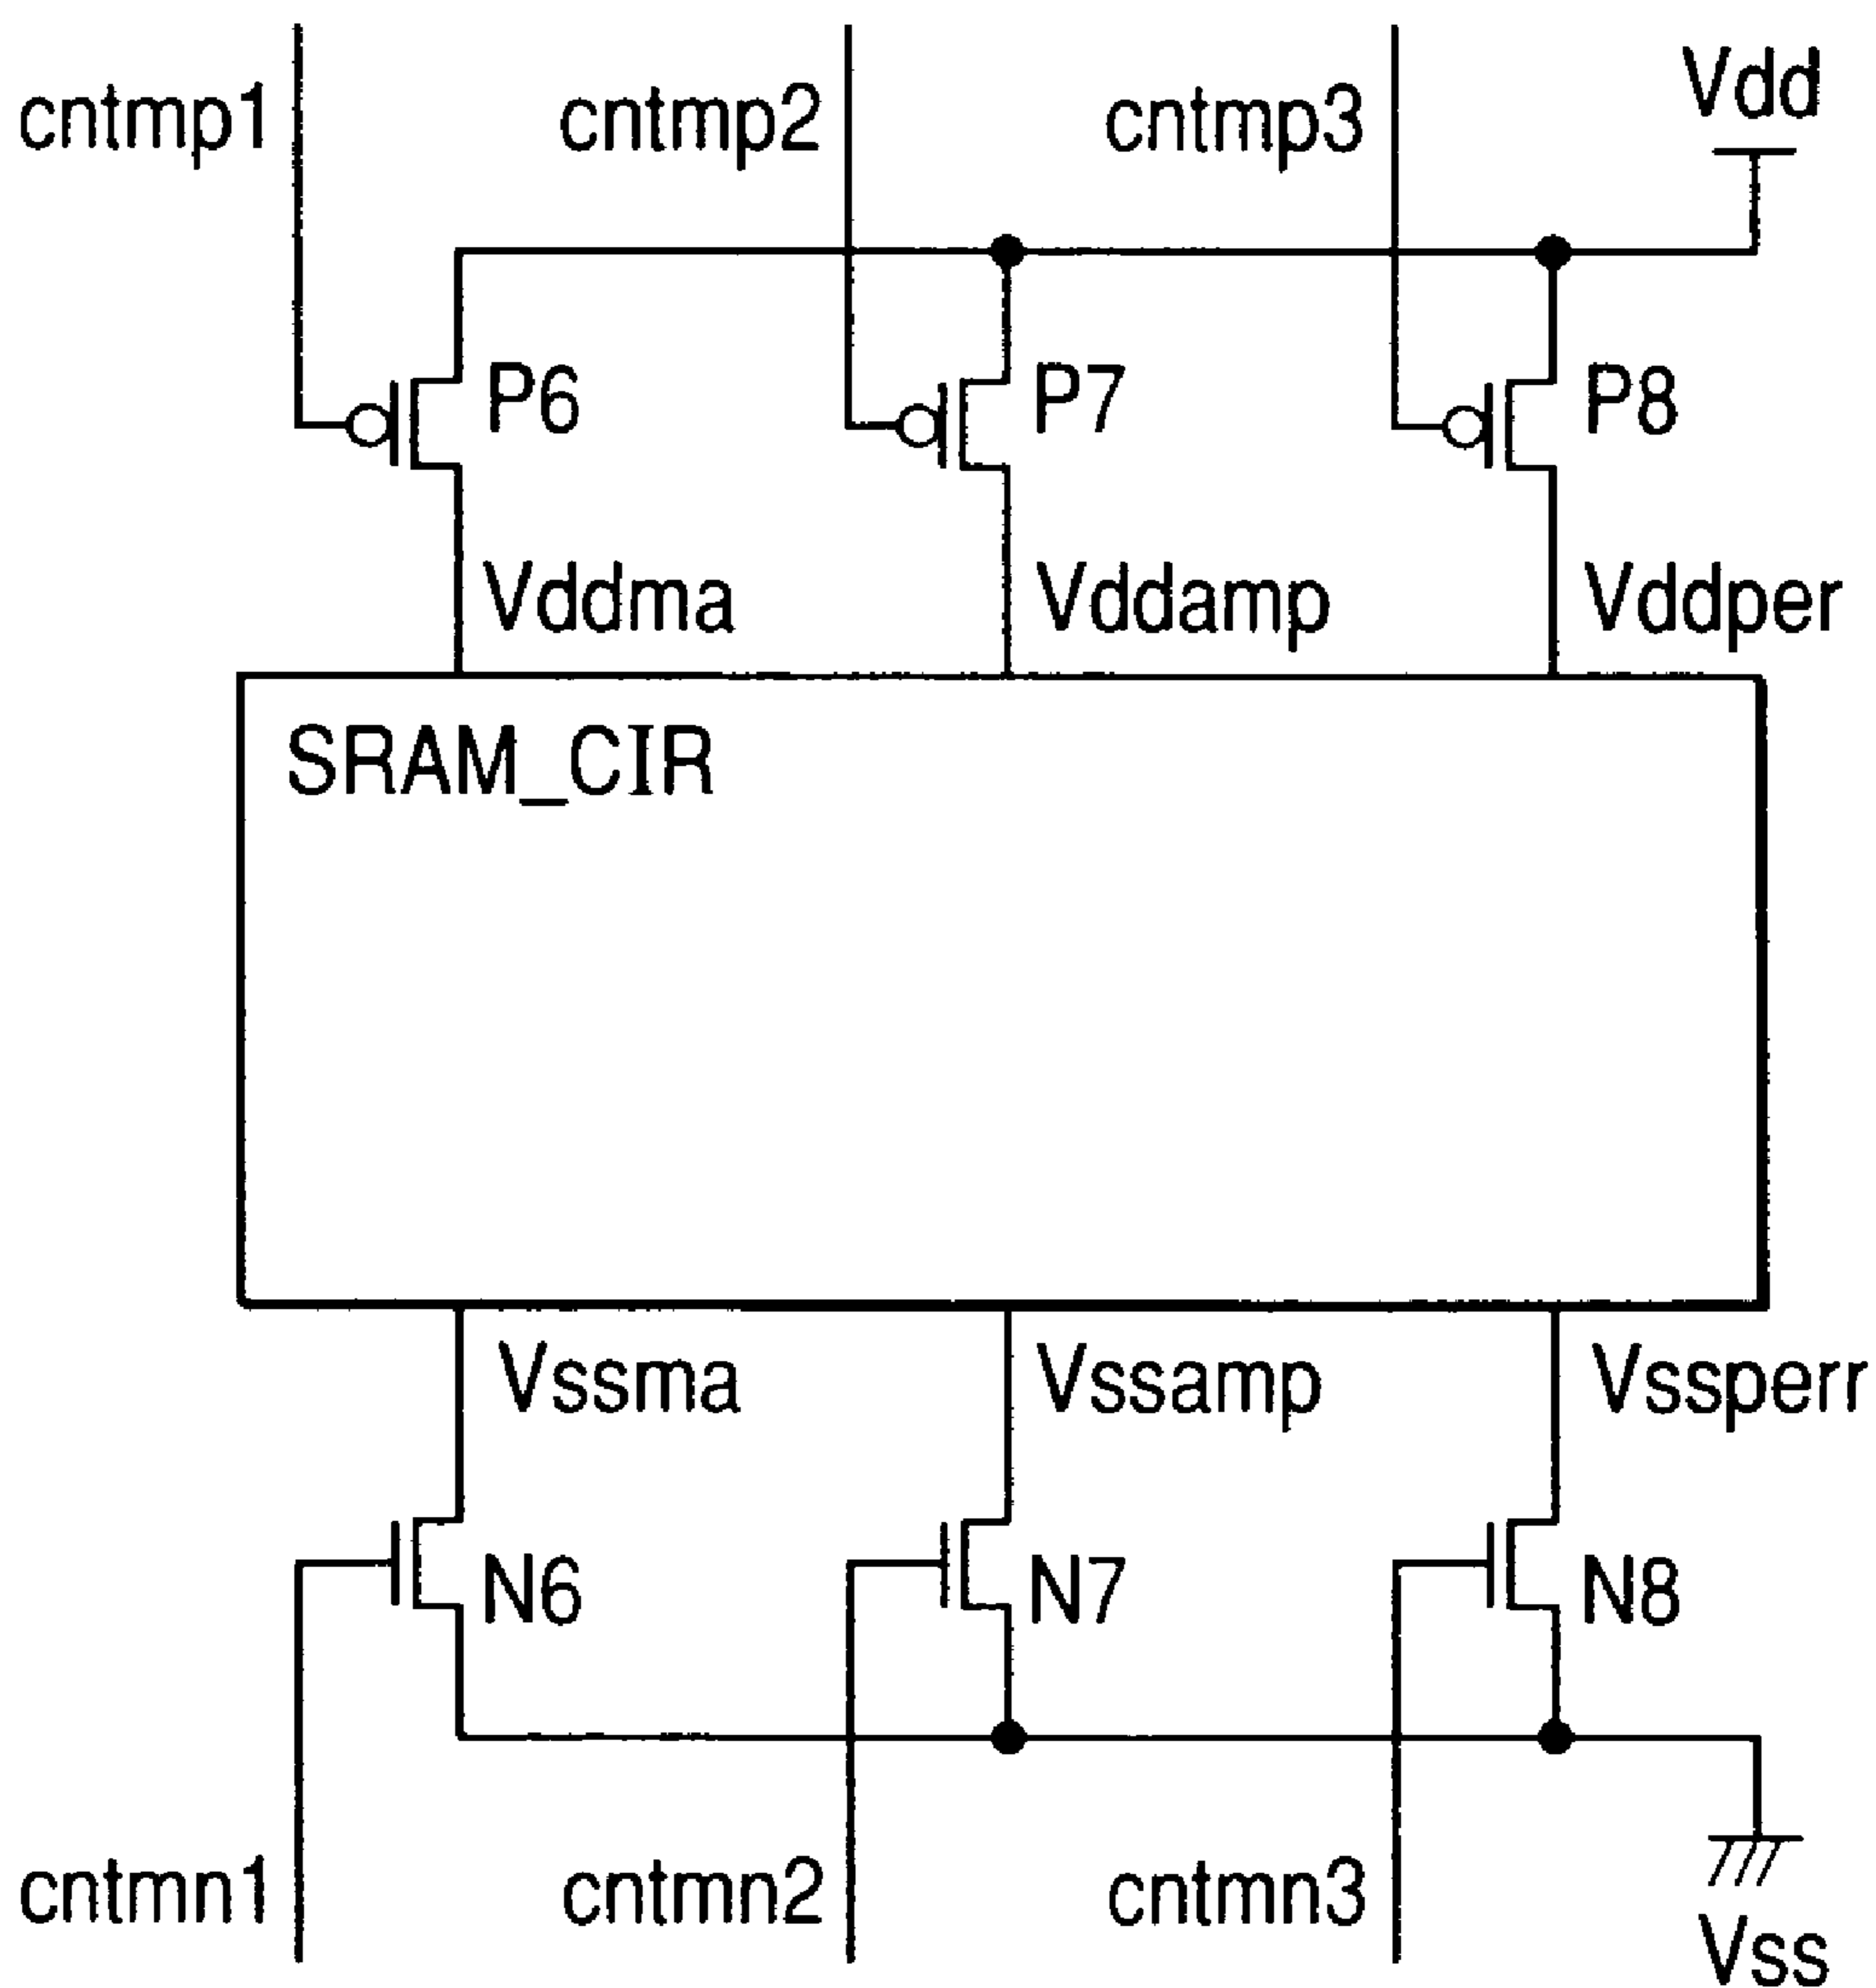 cntmp1
cntmp2
cntmp3
Vdd
P6
P7
P8
Vddma
Vddamp
Vddper
SRAM_CIR
Vssma
Vssamp
Vssperr
N6
N7
N8
cntmn1
cntmn2
cntmn3
Vss